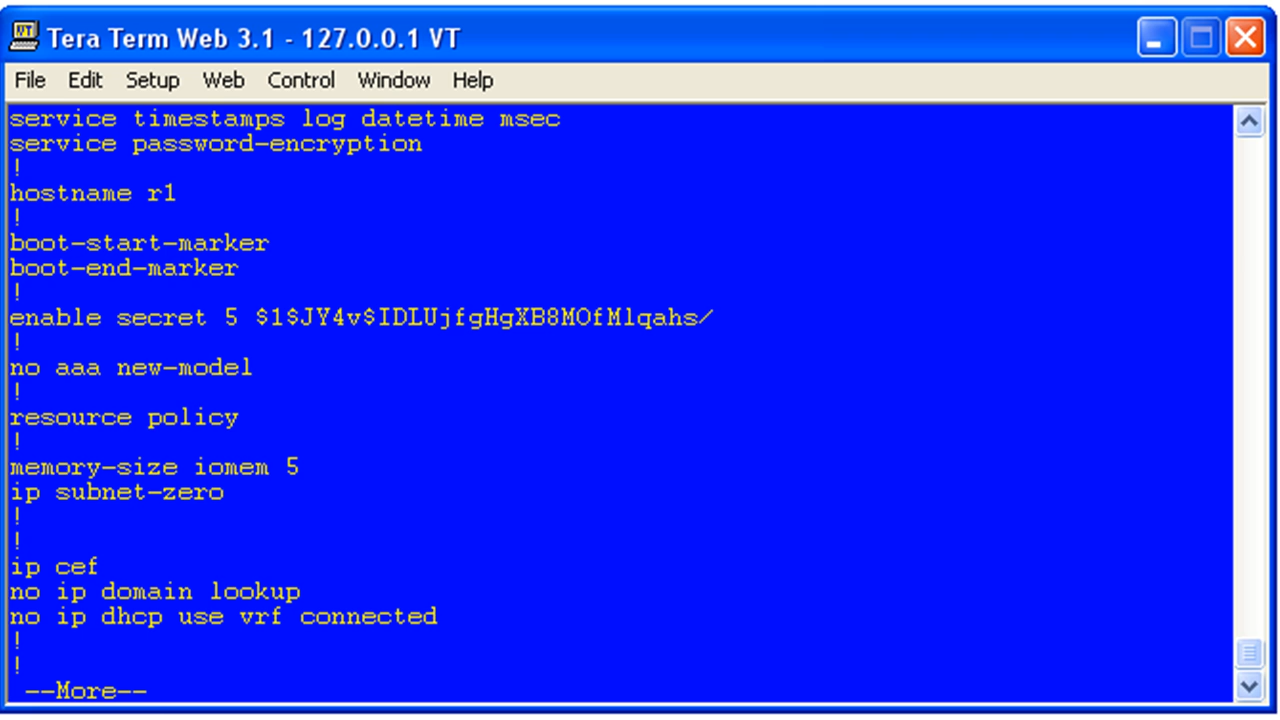 Tera Term Web 3.1 - 127.0.0.1 VT
File Edit Setup Web Control Window Help
service timestamps log datetime msec
service password-encryption
!
hostname r1
!
boot-start-marker
boot-end-marker
!
enable secret 5 $1$JY4v$IDLUjfgHgXB8MOfMlqahs/
!
no aaa new-model
!
resource policy
!
memory-size iomem 5
ip subnet-zero
!
!
ip cef
no ip domain lookup
no ip dhcp use vrf connected
!
!
--More--